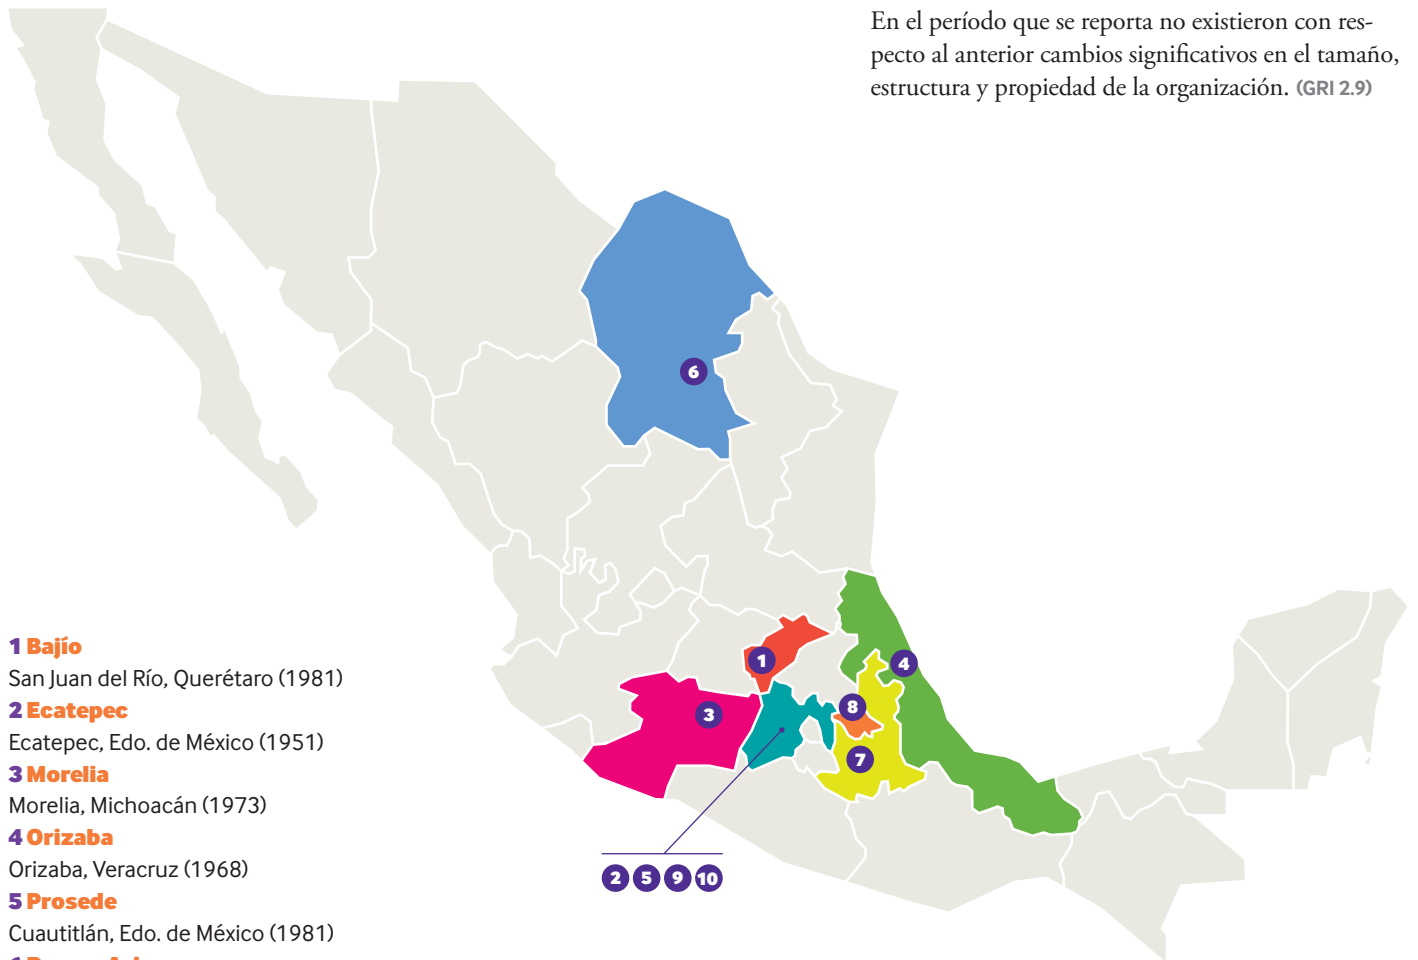 En el período que se reporta no existieron con res-
pecto al anterior cambios significativos en el tamaño,
estructura y propiedad de la organización. (GRI 2.9)
6
1
4
3
8
7
2 5 9 10
1 Bajío
San Juan del Río, Querétaro (1981)
2 Ecatepec
Ecatepec, Edo. de México (1951)
3 Morelia
Morelia, Michoacán (1973)
4 Orizaba
Orizaba, Veracruz (1968)
5 Prosede
Cuautitlán, Edo. de México (1981)